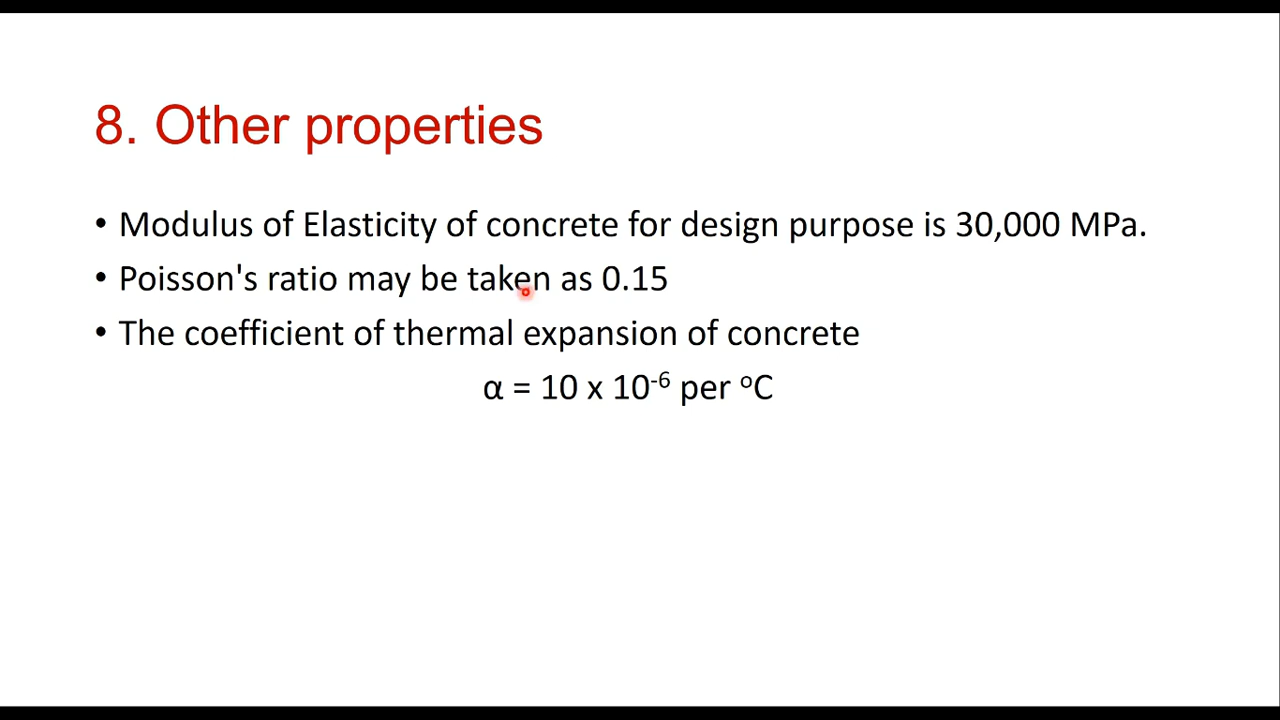 8. Other properties
• Modulus of Elasticity of concrete for design purpose is 30,000 MPa.
• Poisson's ratio may be taken as 0.15
• The coefficient of thermal expansion of concrete
α = 10 x 10⁻⁶ per ᵒC